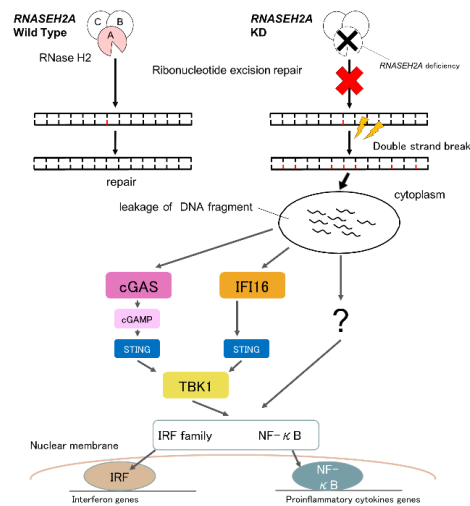 RNASEH2A
Wild Type
C B
A
RNase H2
RNASEH2A
KD
RNASEH2A deficiency
Ribonucleotide excision repair
Double strand break
repair
cytoplasm
leakage of DNA fragment
cGAS
IFI16
cGAMP
?
STING
STING
TBK1
IRF family NF-κB
Nuclear membrane
IRF
NF-
κB
Interferon genes
Proinflammatory cytokines genes